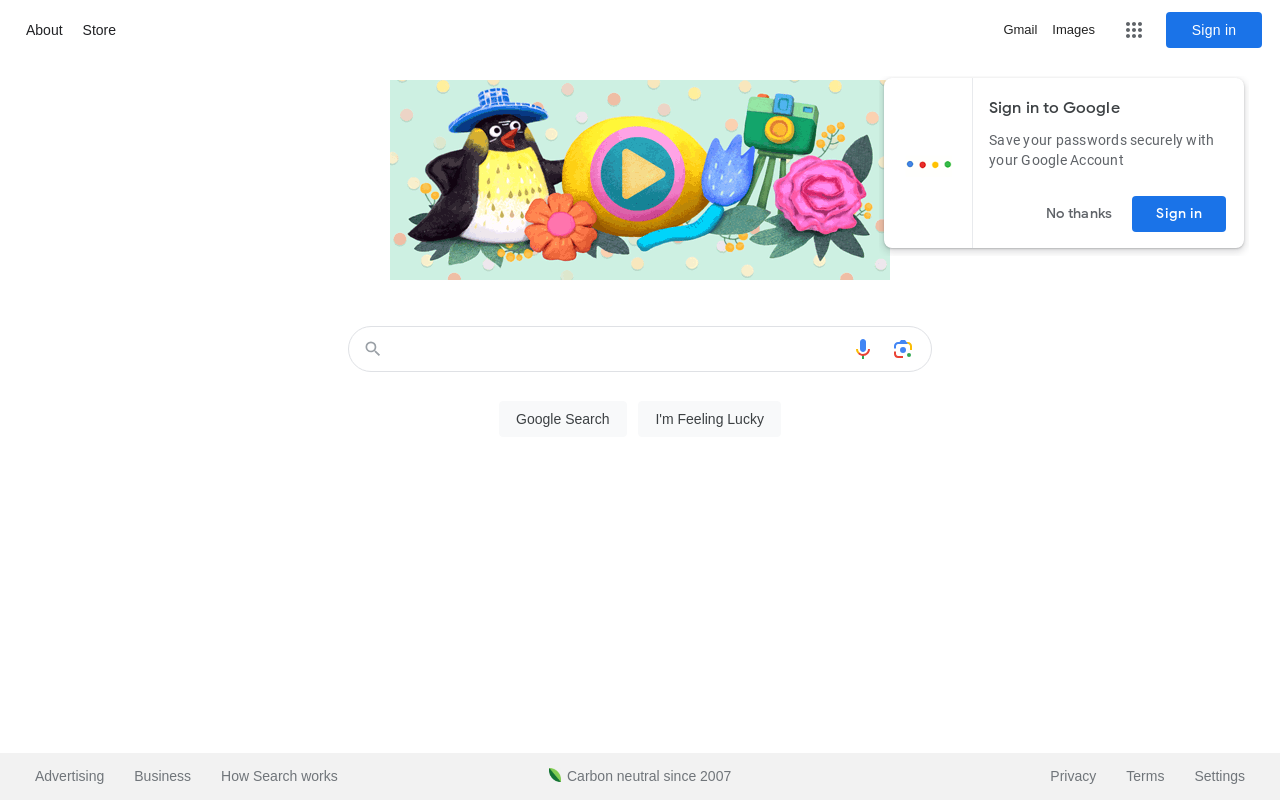 About
Store
Gmail
Images
Sign in
Sign in to Google
Save your passwords securely with
your Google Account
No thanks
Sign in
Google Search
I'm Feeling Lucky
Advertising
Business
How Search works
Carbon neutral since 2007
Privacy
Terms
Settings